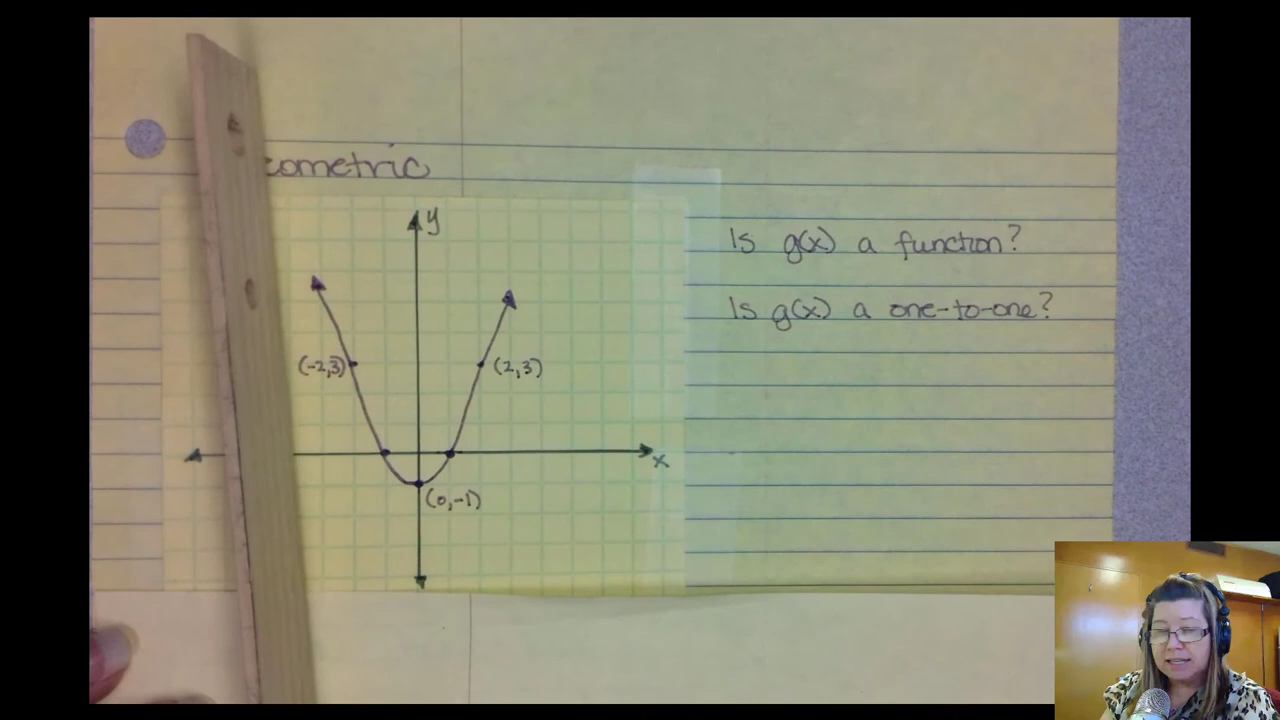 eometric
y
Is g(x) a function?
Is g(x) a one-to-one?
(-2,3)
(2,3)
x
(0,-1)